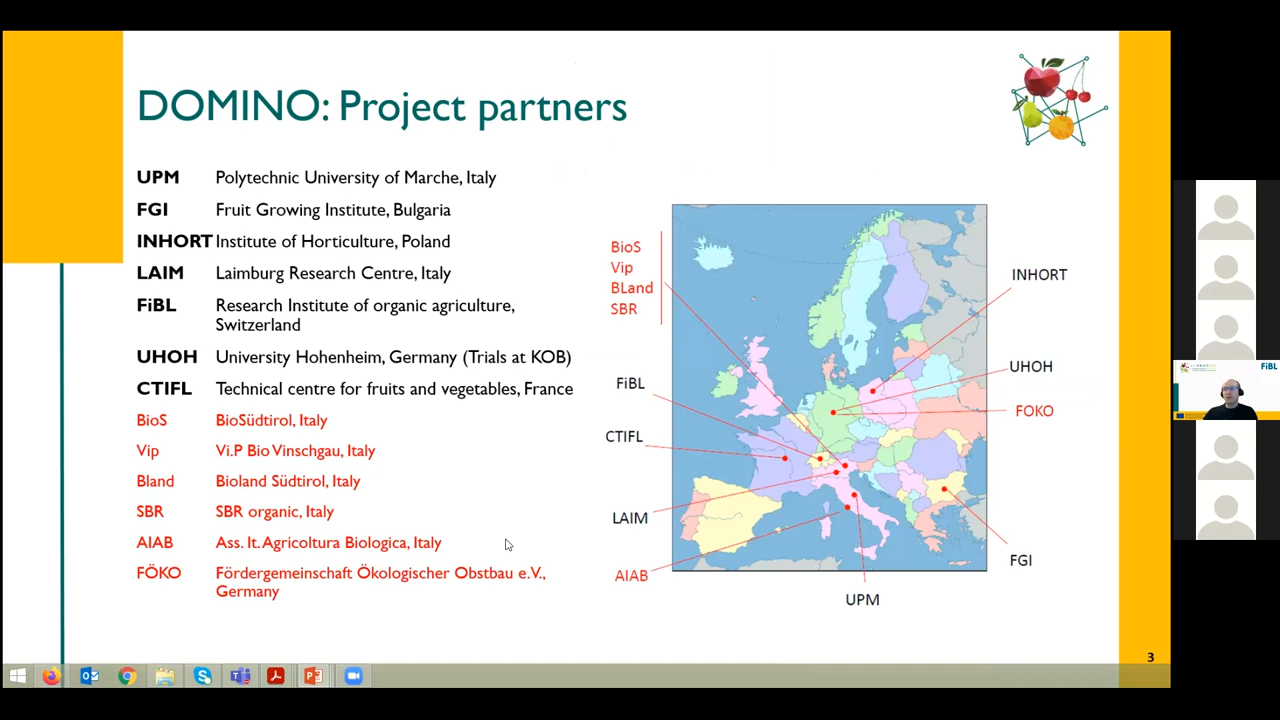 DOMINO: Project partners
UPM Polytechnic University of Marche, Italy
FGI Fruit Growing Institute, Bulgaria
INHORT Institute of Horticulture, Poland
LAIM Laimburg Research Centre, Italy
FiBL Research Institute of organic agriculture,
Switzerland
UHOH University Hohenheim, Germany (Trials at KOB)
CTIFL Technical centre for fruits and vegetables, France
BioS BioSüdtirol, Italy
Vip Vi.P Bio Vinschgau, Italy
Bland Bioland Südtirol, Italy
SBR SBR organic, Italy
AIAB Ass. It. Agricoltura Biologica, Italy
FÖKO Fördergemeinschaft Ökologischer Obstbau e.V.,
Germany
BioS
Vip
BLand
SBR
FiBL
CTIFL
LAIM
AIAB
UPM
INHORT
UHOH
FOKO
FGI
3
FiBL